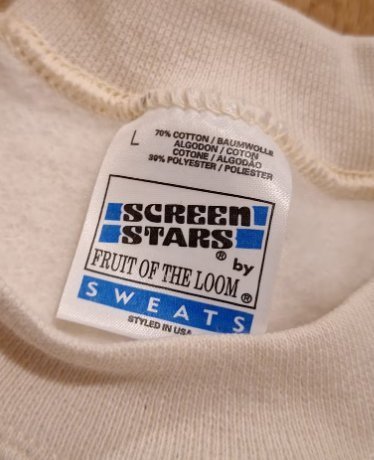 L
70% COTTON / BAUMWOLLE
ALGODON / COTON
COTONE / ALGODÃO
30% POLYESTER / POLIESTER
SCREEN
STARS ®
by
FRUIT OF THE LOOM ®
SWEATS
STYLED IN USA